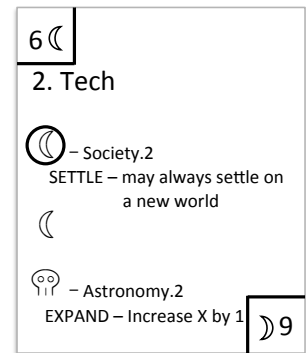 6☾
2. Tech
☾ – Society.2
SETTLE – may always settle on
a new world
☾
– Astronomy.2
EXPAND – Increase X by 1
☽9